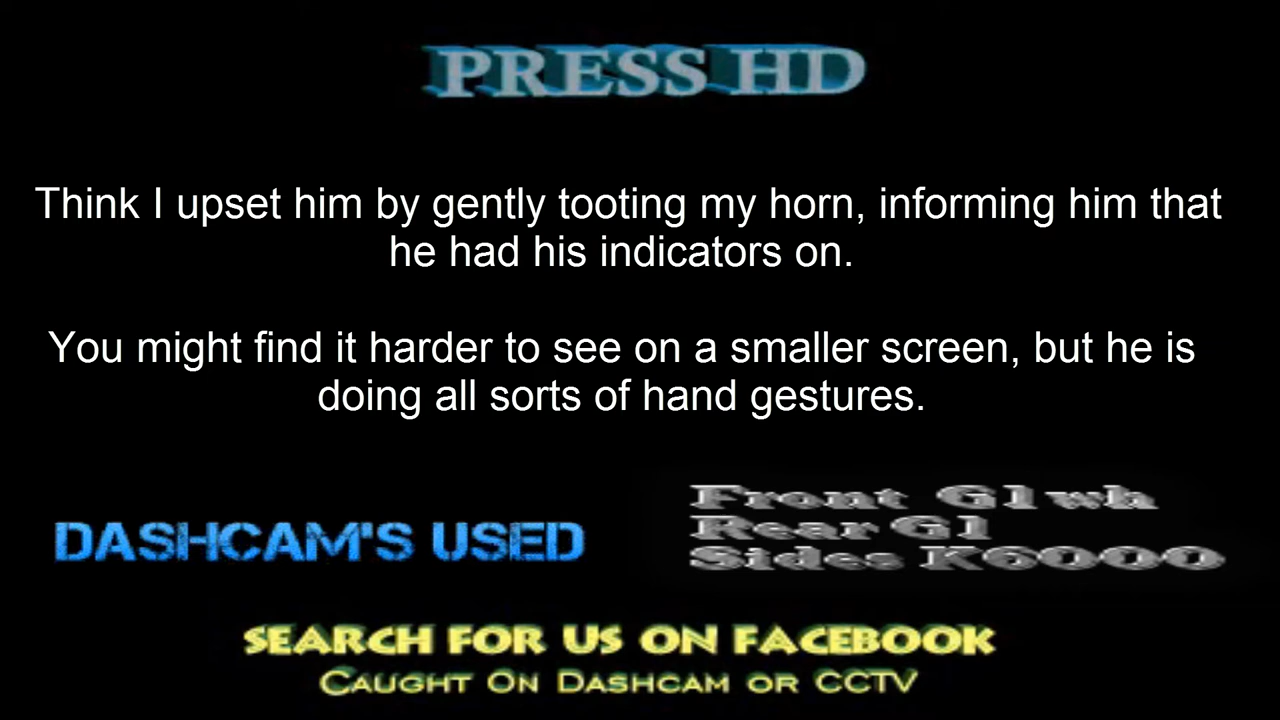 PRESS HD
Think I upset him by gently tooting my horn, informing him that
he had his indicators on.
You might find it harder to see on a smaller screen, but he is
doing all sorts of hand gestures.
DASHCAM'S USED
Front G1wh
Rear G1
Sides K6000
SEARCH FOR US ON FACEBOOK
CAUGHT ON DASHCAM OR CCTV